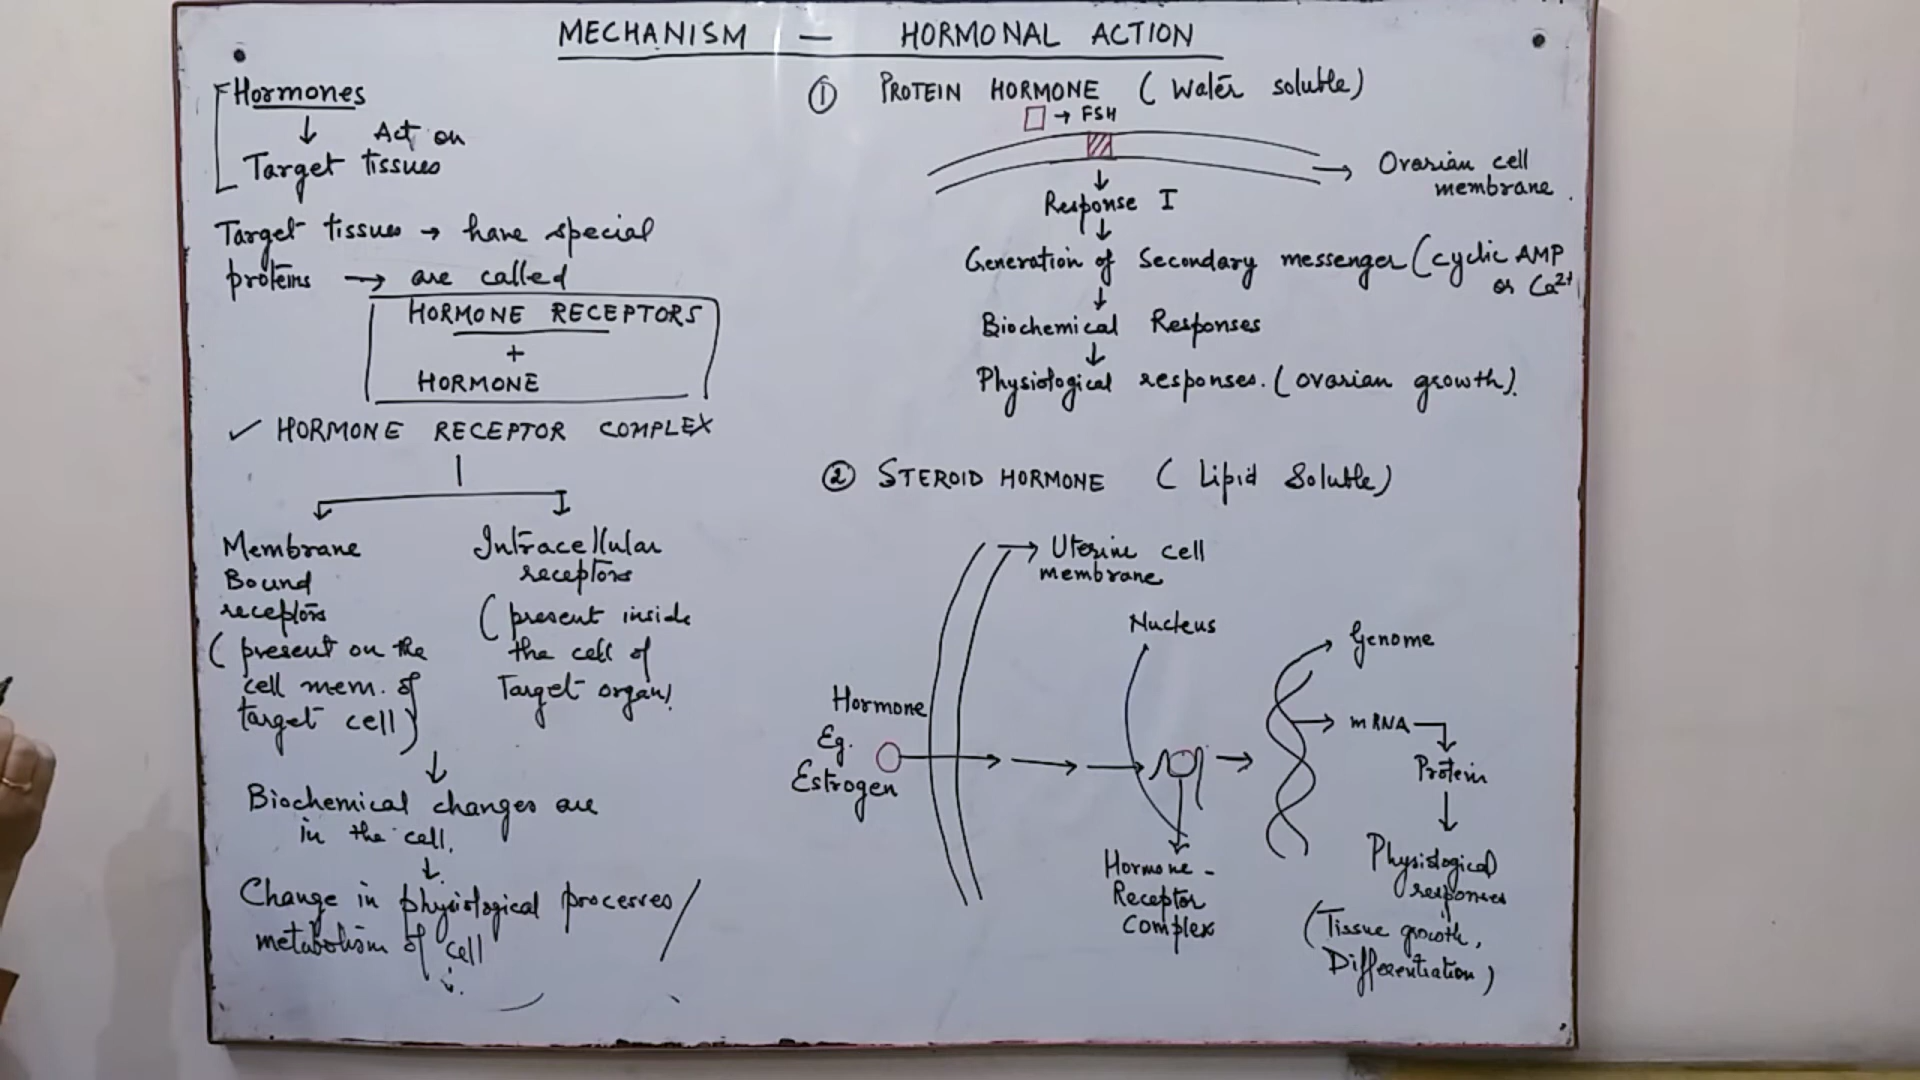 MECHANISM — HORMONAL ACTION
Hormones
↓ Act on
Target tissues
Target tissues → have special
proteins → are called
HORMONE RECEPTORS
+
HORMONE
✓ HORMONE RECEPTOR COMPLEX
Membrane
Bound
receptors
( present on the
cell mem. of
target cell)
Intracellular
receptors
( present inside
the cell of
Target organ)
↓
Biochemical changes are
in the cell.
↓
Change in physiological processes/
metabolism of cell
① PROTEIN HORMONE ( Water soluble)
→ FSH
→ Ovarian cell
membrane
↓
Response I
↓
Generation of Secondary messenger (cyclic AMP
or Ca2+
↓
Biochemical Responses
↓
Physiological responses. (ovarian growth).
② STEROID HORMONE ( Lipid Soluble)
→ Uterine cell
membrane
Nucleus
Genome
Hormone
Eg.
Estrogen
mRNA
Protein
Hormone -
Receptor
Complex
Physiological
responses
(Tissue growth,
Differentiation)